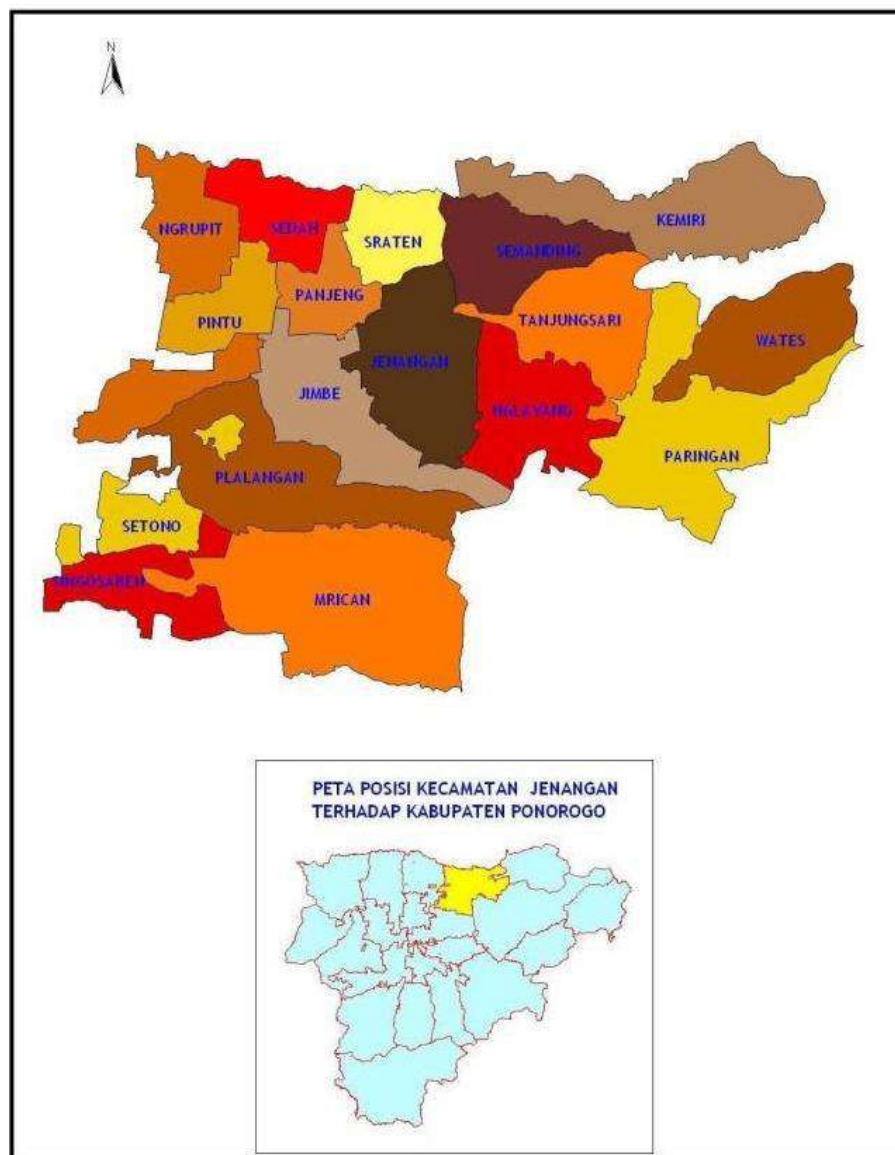 N
NGRUPIT
SEDAH
SRATEN
SEMANDING
KEMIRI
PINTU
PANJENG
TANJUNGSARI
WATES
JENANGAN
JIMBE
NGLAYANG
PARINGAN
PLALANGAN
SETONO
SINGOSAREN
MRICAN
PETA POSISI KECAMATAN JENANGAN
TERHADAP KABUPATEN PONOROGO